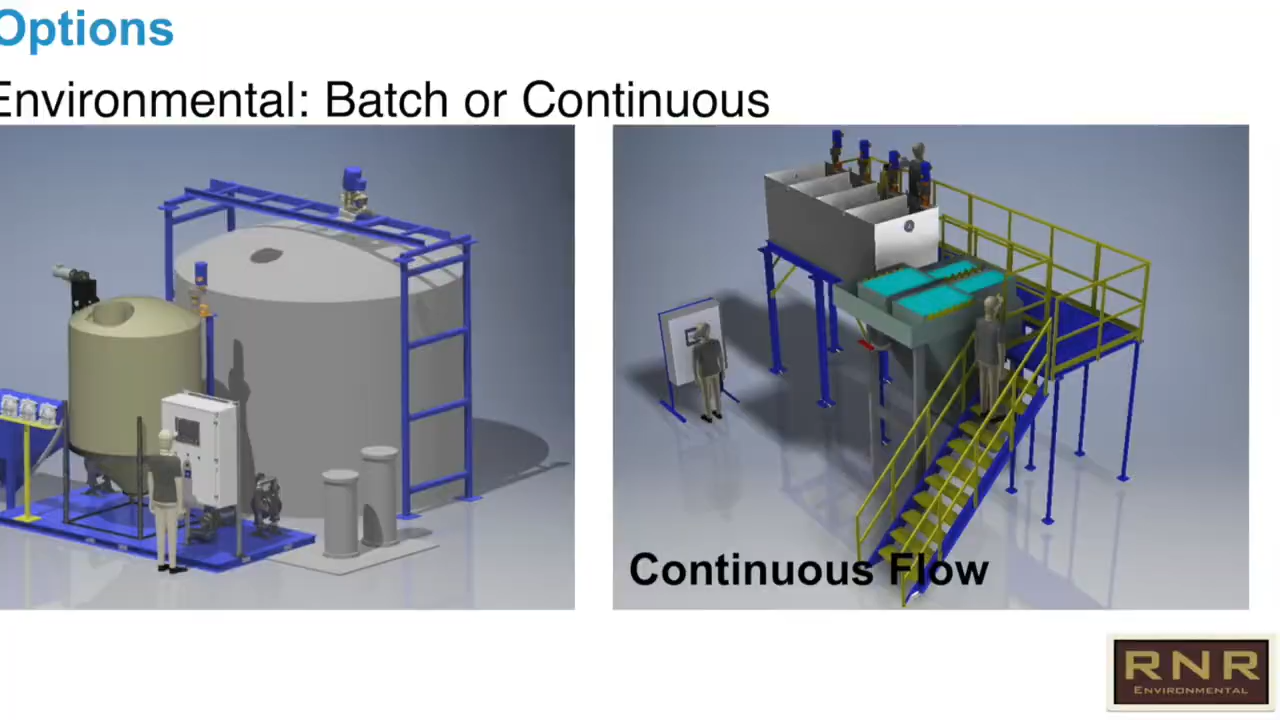 Options
Environmental: Batch or Continuous
Continuous Flow
RNR
ENVIRONMENTAL